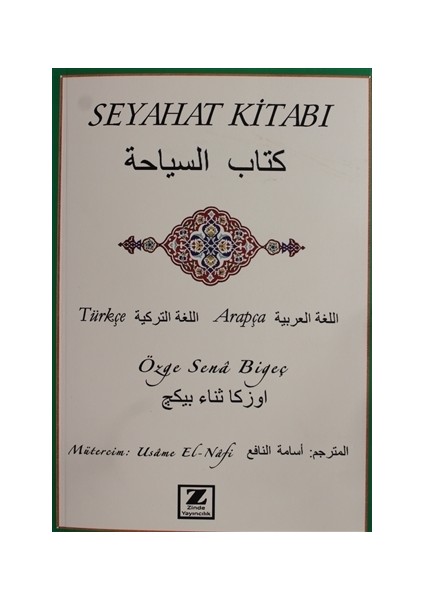 SEYAHAT KİTABI
كتاب السياحة
Türkçe اللغة التركية Arapça اللغة العربية
Özge Senâ Bigeç
اوزكا ثناء بيكچ
Mütercim: Usâme El-Nâfi المترجم: أسامة النافع
Z
Zinde
Yayıncılık